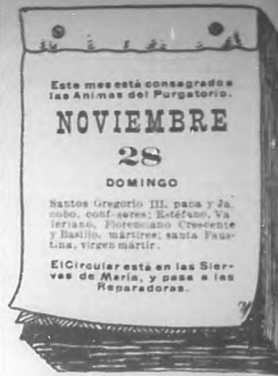 Este mes está consagrado a
las Animas del Purgatorio.
NOVIEMBRE
28
DOMINGO
Santos Gregorio III, papa y Ja-
cobo, confesores; Estéfano, Va
leriano, Florenciano Crescente
y Basilio, mártires; santa Faus-
tina, virgen mártir.
El Circular está en las Sier-
vas de María, y pasa a las
Reparadoras.